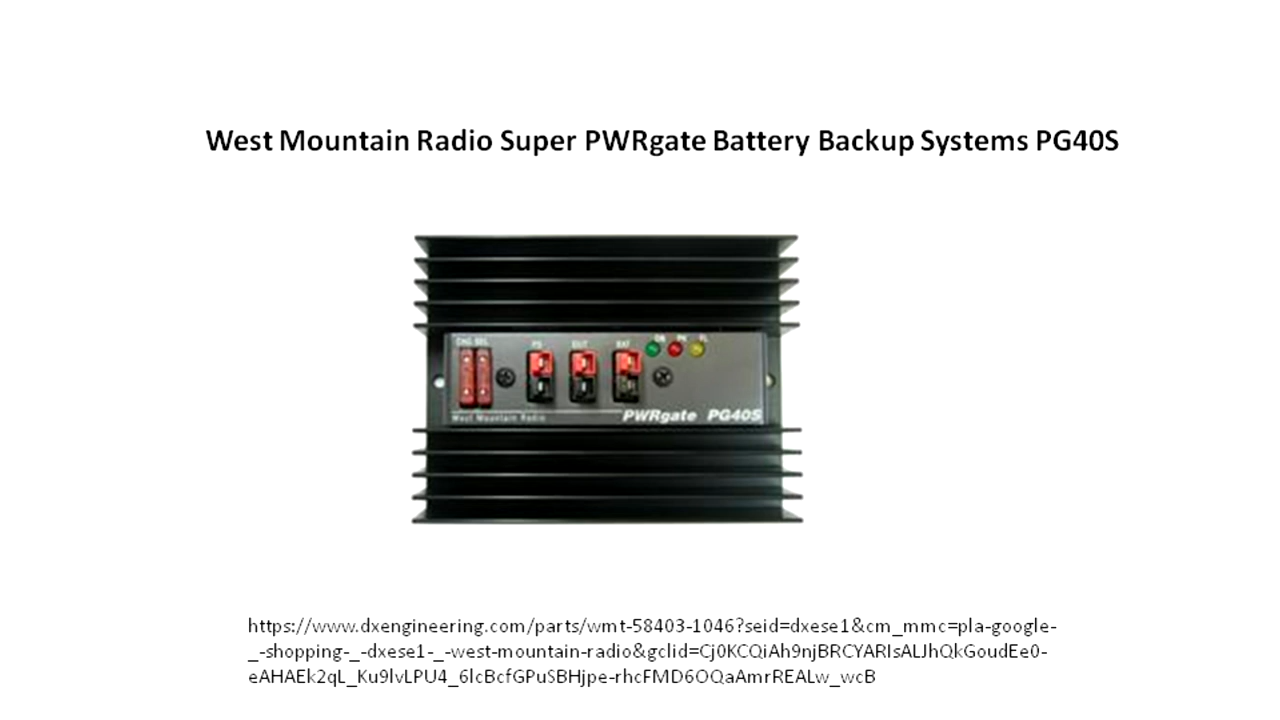 West Mountain Radio Super PWRgate Battery Backup Systems PG40S
CHG SEL PS OUT BAT
West Mountain Radio PWRgate PG40S
https://www.dxengineering.com/parts/wmt-58403-1046?seid=dxese1&cm_mmc=pla-google-
_-shopping-_-dxese1-_-west-mountain-radio&gclid=Cj0KCQiAh9njBRCYARIsALJhQkGoudEe0-
eAHAEk2qL_Ku9lvLPU4_6lcBcfGPuSBHjpe-rhcFMD6OQaAmrREALw_wcB